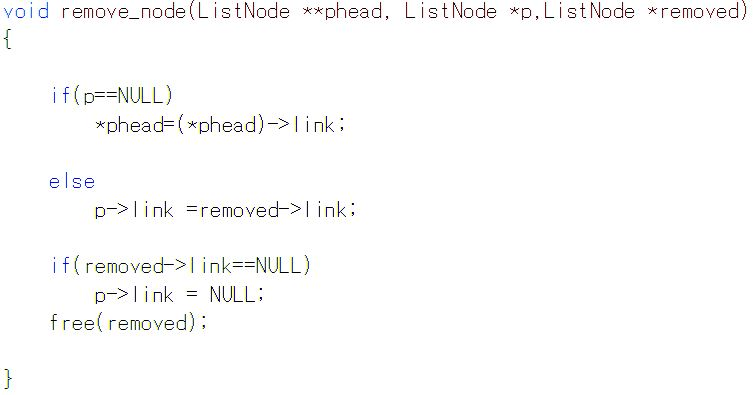 void remove_node(ListNode **phead, ListNode *p,ListNode *removed)
{
if(p==NULL)
*phead=(*phead)->link;
else
p->link =removed->link;
if(removed->link==NULL)
p->link = NULL;
free(removed);
}